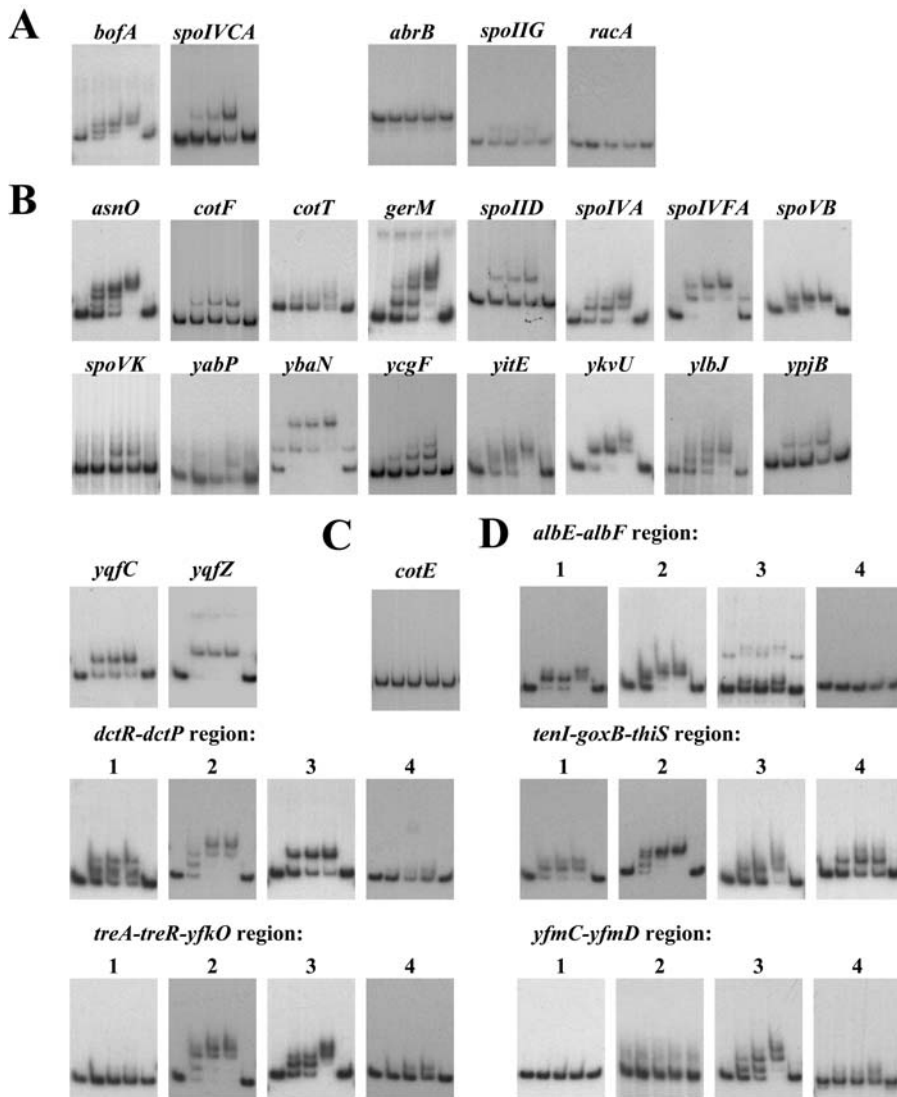 A
bofA spoIVCA abrB spoIIG racA
B
asnO cotF cotT gerM spoIID spoIVA spoIVFA spoVB
spoVK yabP ybaN ycgF yitE ykvU ylbJ ypjB
C D albE-albF region:
yqfC yqfZ cotE 1 2 3 4
dctR-dctP region: tenI-goxB-thiS region:
1 2 3 4 1 2 3 4
treA-treR-yfkO region: yfmC-yfmD region:
1 2 3 4 1 2 3 4